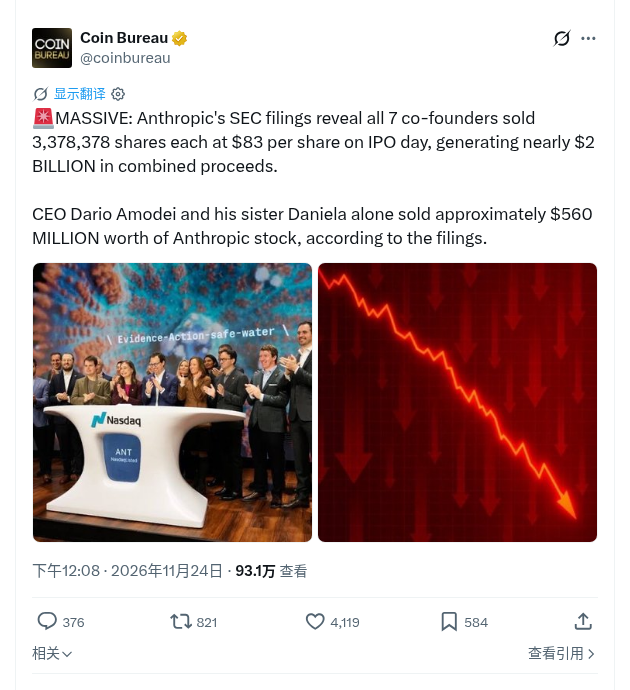 COIN
BUREAU
Coin Bureau
@coinbureau
显示翻译
MASSIVE: Anthropic's SEC filings reveal all 7 co-founders sold
3,378,378 shares each at $83 per share on IPO day, generating nearly $2
BILLION in combined proceeds.
CEO Dario Amodei and his sister Daniela alone sold approximately $560
MILLION worth of Anthropic stock, according to the filings.
\ Evidence-Action-safe-water \
Nasdaq
ANT
下午12:08 · 2026年11月24日 · 93.1万 查看
376 821 4,119 584
相关 查看引用